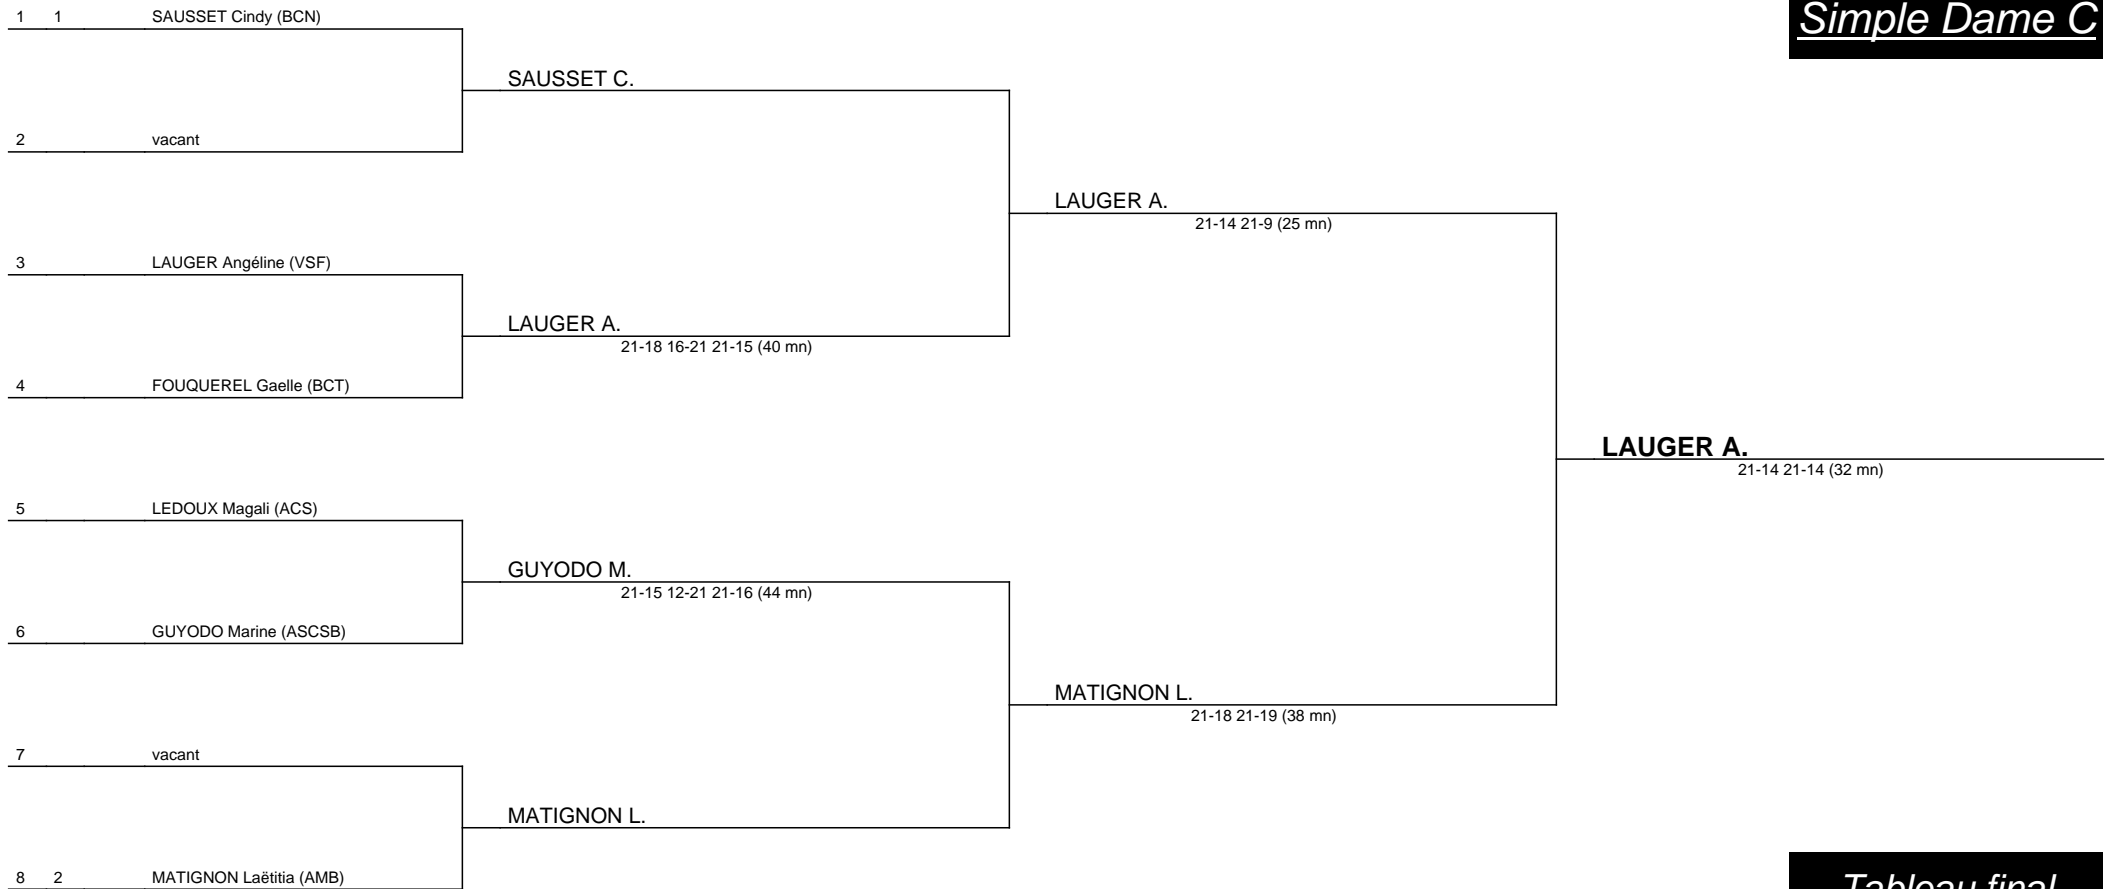 Simple Dame C
1 1 SAUSSET Cindy (BCN)
SAUSSET C.
2 vacant
LAUGER A.
21-14 21-9 (25 mn)
3 LAUGER Angéline (VSF)
LAUGER A.
21-18 16-21 21-15 (40 mn)
4 FOUQUEREL Gaelle (BCT)
LAUGER A.
21-14 21-14 (32 mn)
5 LEDOUX Magali (ACS)
GUYODO M.
21-15 12-21 21-16 (44 mn)
6 GUYODO Marine (ASCSB)
MATIGNON L.
21-18 21-19 (38 mn)
7 vacant
MATIGNON L.
8 2 MATIGNON Laëtitia (AMB)
Tableau final